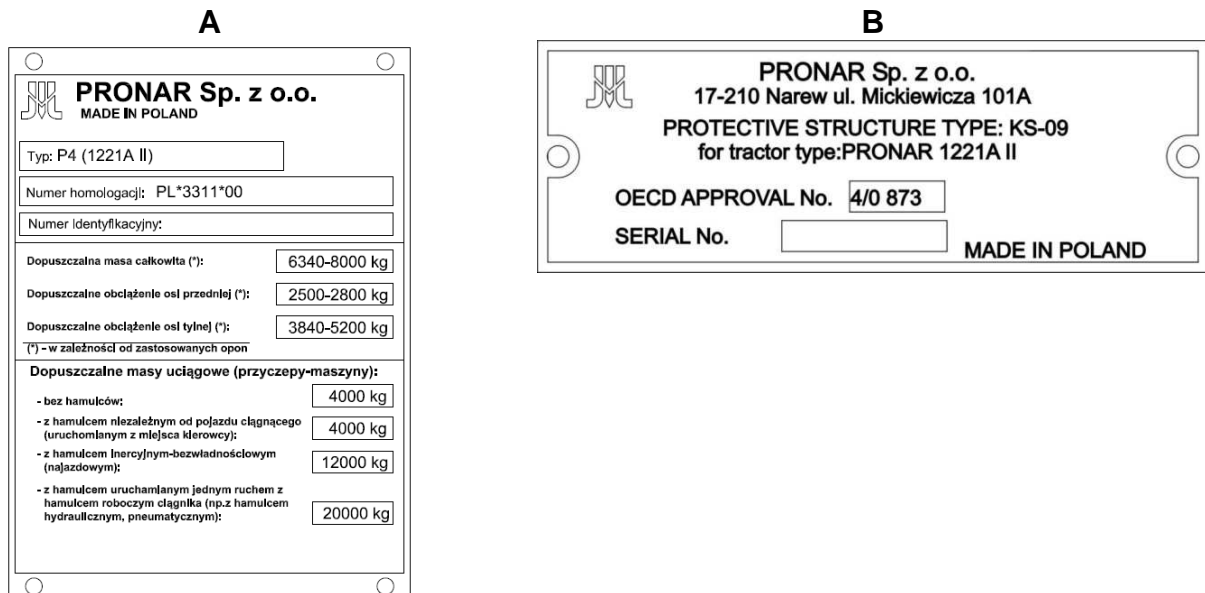 A
PRONAR Sp. z o.o.
MADE IN POLAND
Typ: P4 (1221A II)
Numer homologacji: PL*3311*00
Numer identyfikacyjny:
Dopuszczalna masa całkowita (*): 6340-8000 kg
Dopuszczalne obciążenie osi przedniej (*): 2500-2800 kg
Dopuszczalne obciążenie osi tylnej (*): 3840-5200 kg
(*) - w zależności od zastosowanych opon
Dopuszczalne masy uciągowe (przyczepy-maszyny):
- bez hamulców: 4000 kg
- z hamulcem niezależnym od pojazdu ciągnącego
(uruchomianym z miejsca kierowcy): 4000 kg
- z hamulcem inercyjnym-bezwładnościowym
(najazdowym): 12000 kg
- z hamulcem uruchamianym jednym ruchem z
hamulcem roboczym ciągnika (np.z hamulcem
hydraulicznym, pneumatycznym): 20000 kg
B
PRONAR Sp. z o.o.
17-210 Narew ul. Mickiewicza 101A
PROTECTIVE STRUCTURE TYPE: KS-09
for tractor type:PRONAR 1221A II
OECD APPROVAL No. 4/0 873
SERIAL No.
MADE IN POLAND